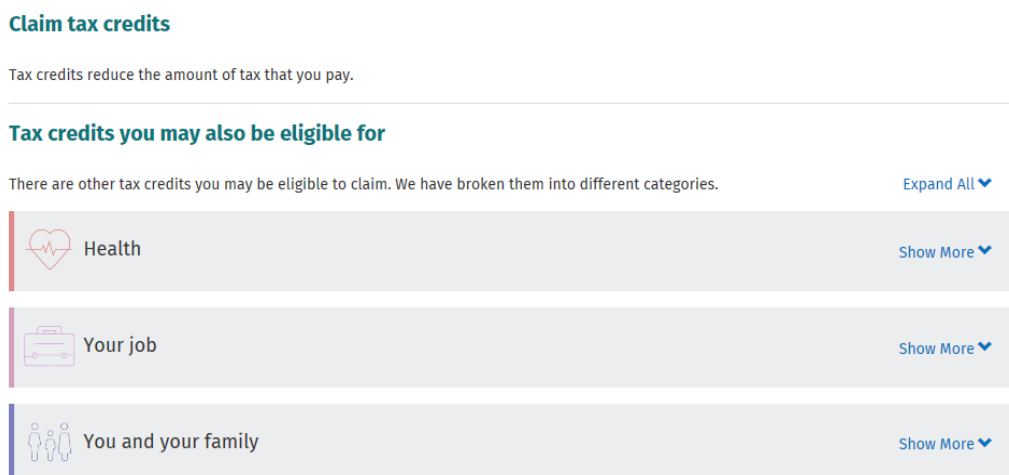 Claim tax credits
Tax credits reduce the amount of tax that you pay.
Tax credits you may also be eligible for
There are other tax credits you may be eligible to claim. We have broken them into different categories.
Expand All
Health
Show More
Your job
Show More
You and your family
Show More